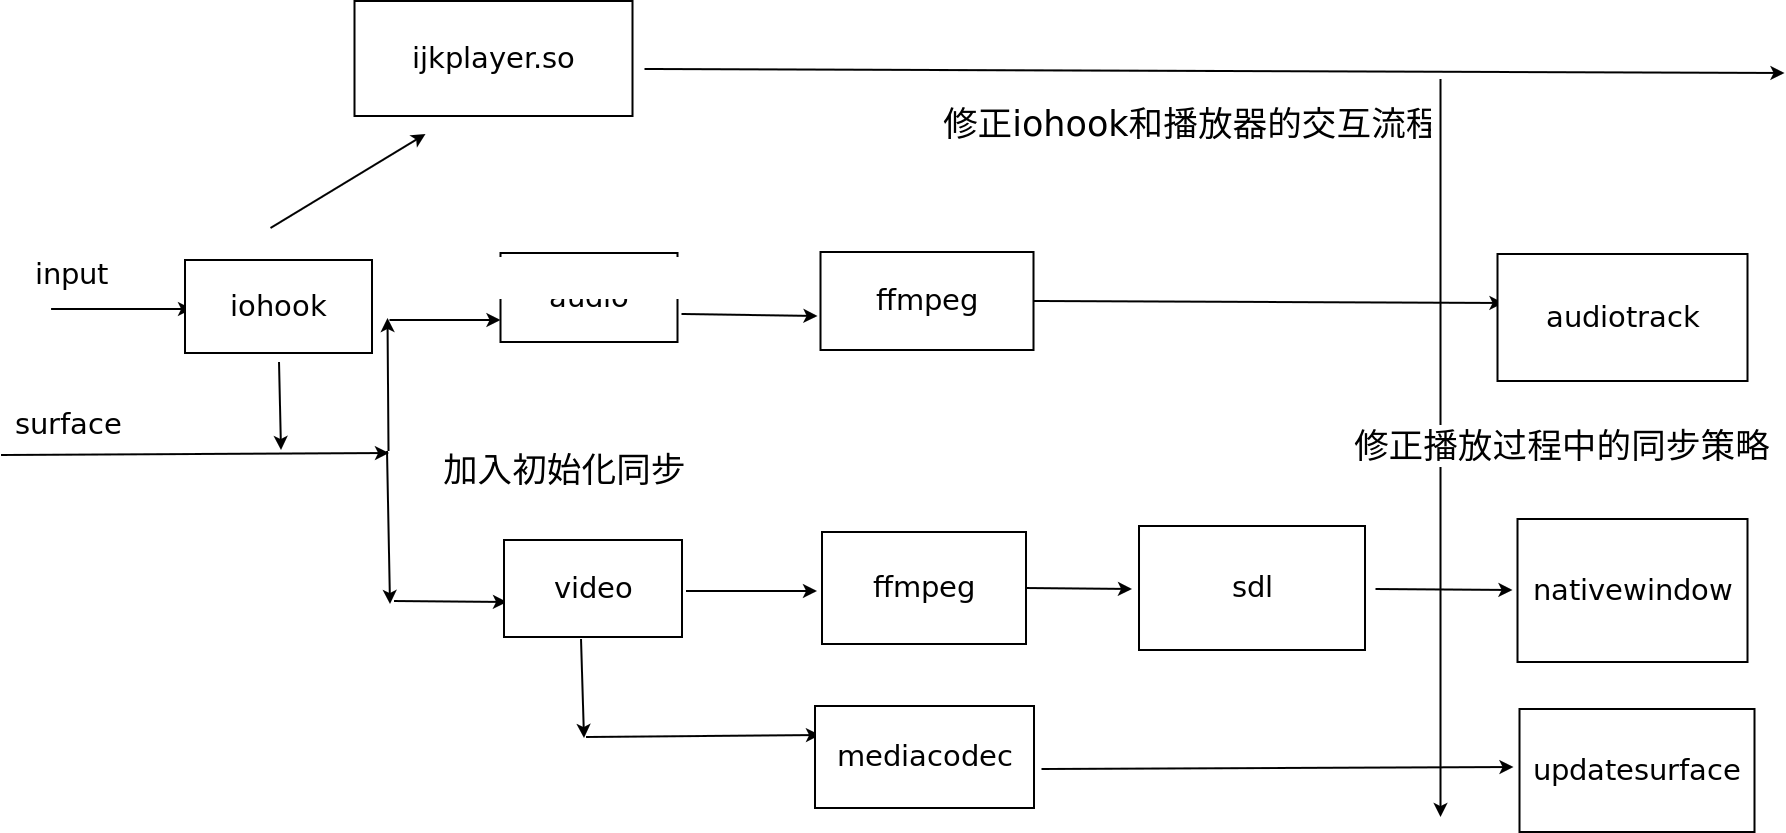 ijkplayer.so
修正iohook和播放器的交互流程
input
iohook
audio
ffmpeg
audiotrack
surface
加入初始化同步
修正播放过程中的同步策略
video
ffmpeg
sdl
nativewindow
mediacodec
updatesurface